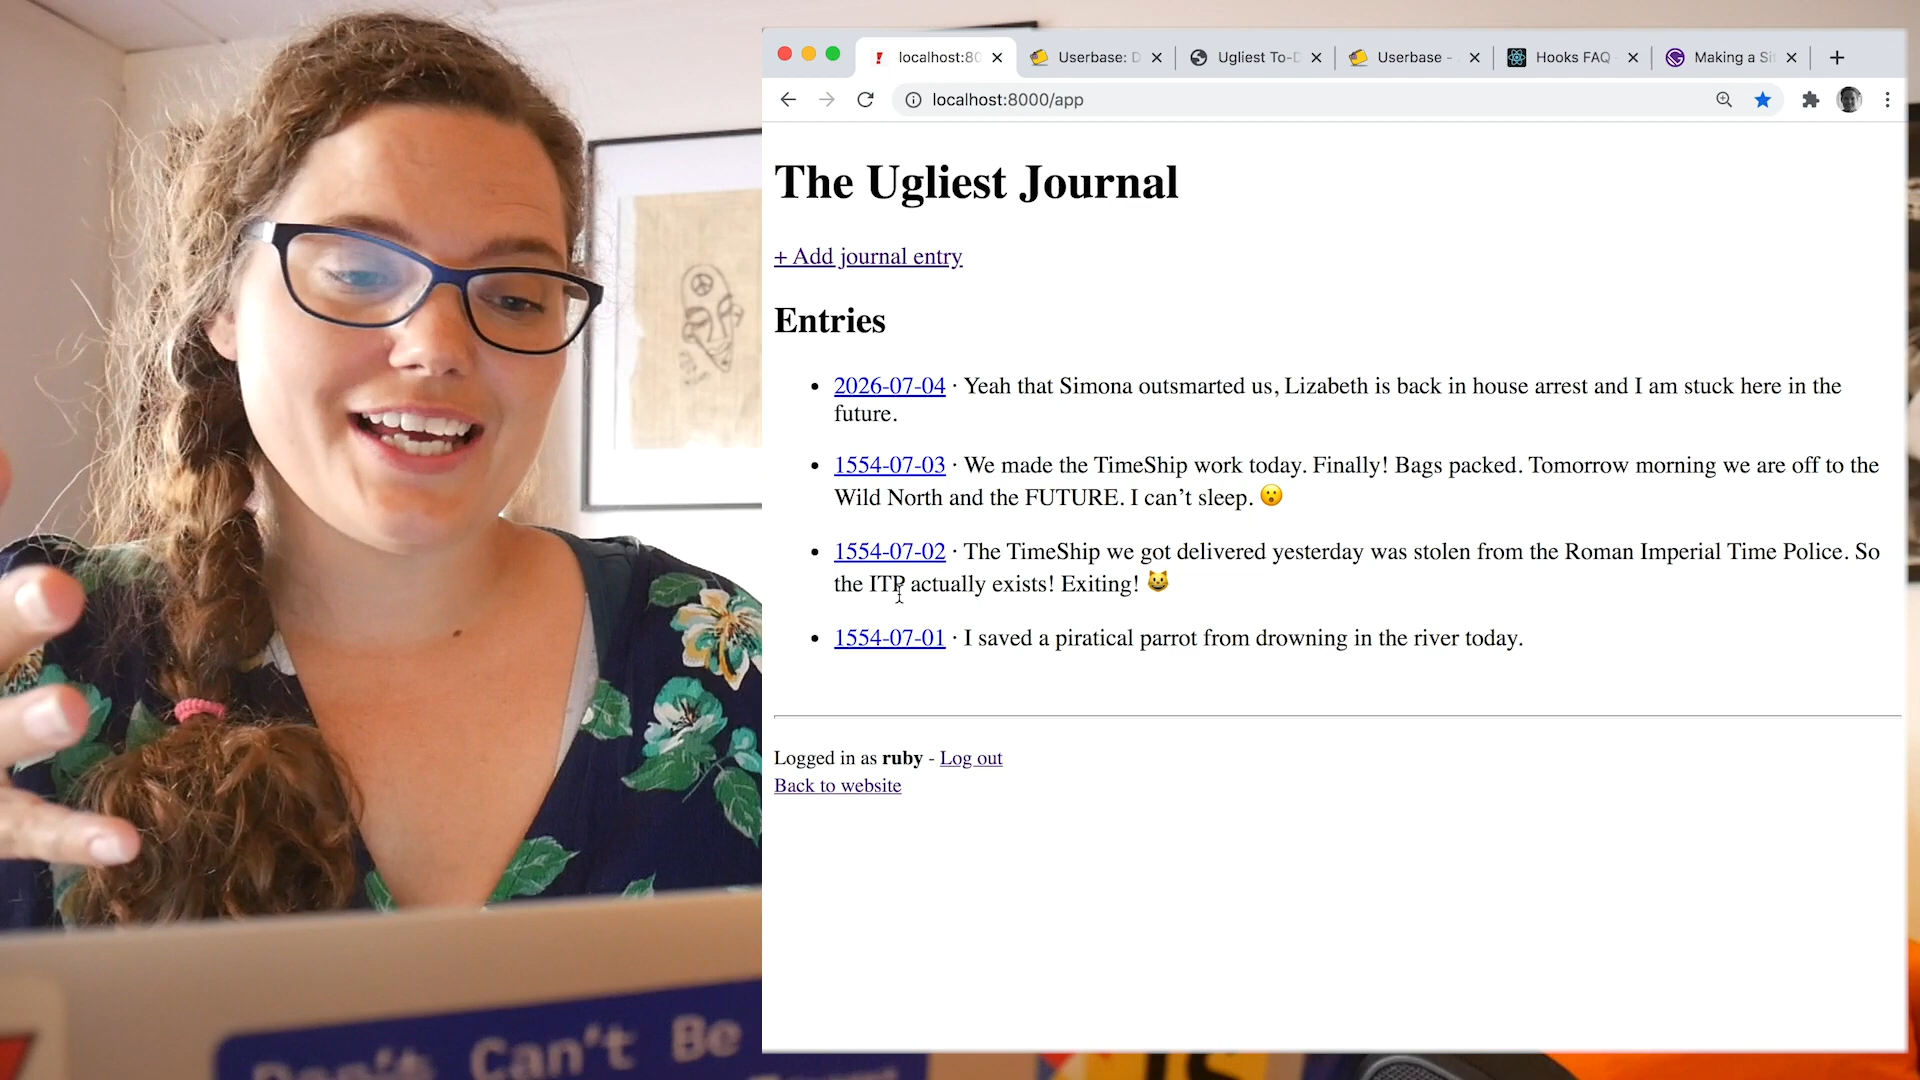 localhost:80
Userbase: D
Ugliest To-D
Userbase -
Hooks FAQ
Making a Si
localhost:8000/app
The Ugliest Journal
+ Add journal entry
Entries
2026-07-04 · Yeah that Simona outsmarted us, Lizabeth is back in house arrest and I am stuck here in the
future.
1554-07-03 · We made the TimeShip work today. Finally! Bags packed. Tomorrow morning we are off to the
Wild North and the FUTURE. I can’t sleep. 😮
1554-07-02 · The TimeShip we got delivered yesterday was stolen from the Roman Imperial Time Police. So
the ITP actually exists! Exiting! 😺
1554-07-01 · I saved a piratical parrot from drowning in the river today.
Logged in as ruby - Log out
Back to website
Don't Can't Be